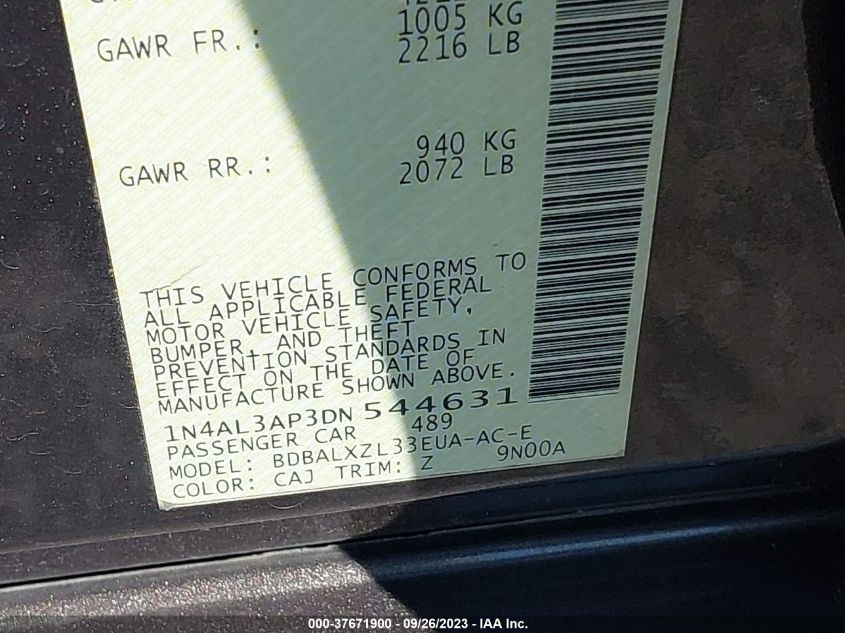 GAWR FR.: 1005 KG
2216 LB
GAWR RR.: 940 KG
2072 LB
THIS VEHICLE CONFORMS TO
ALL APPLICABLE FEDERAL
MOTOR VEHICLE SAFETY,
BUMPER, AND THEFT
PREVENTION STANDARDS IN
EFFECT ON THE DATE OF
MANUFACTURE SHOWN ABOVE.
1N4AL3AP3DN544631
PASSENGER CAR 489
MODEL: BDBALXZL33EUA-AC-E
COLOR: CAJ TRIM: Z 9N00A
000-37671900 - 09/26/2023 - IAA Inc.